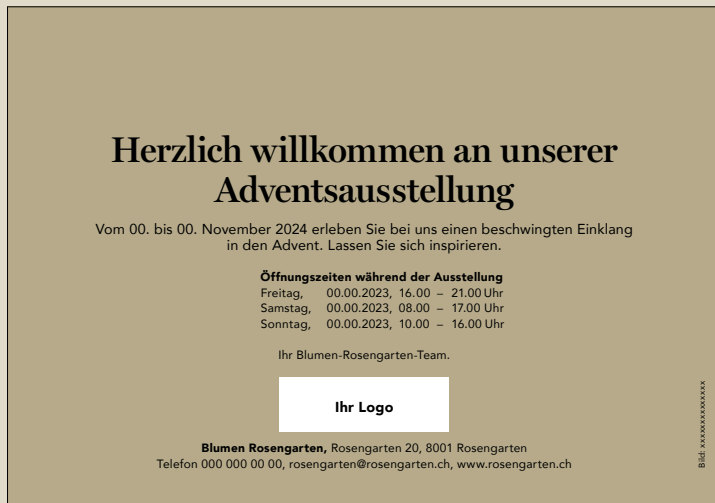 Herzlich willkommen an unserer
Adventsausstellung
Vom 00. bis 00. November 2024 erleben Sie bei uns einen beschwingten Einklang
in den Advent. Lassen Sie sich inspirieren.
Öffnungszeiten während der Ausstellung
Freitag, 00.00.2023, 16.00 – 21.00 Uhr
Samstag, 00.00.2023, 08.00 – 17.00 Uhr
Sonntag, 00.00.2023, 10.00 – 16.00 Uhr
Ihr Blumen-Rosengarten-Team.
Ihr Logo
Blumen Rosengarten, Rosengarten 20, 8001 Rosengarten
Telefon 000 000 00 00, rosengarten@rosengarten.ch, www.rosengarten.ch
Bild: xxxxxxxxxxxxxxx